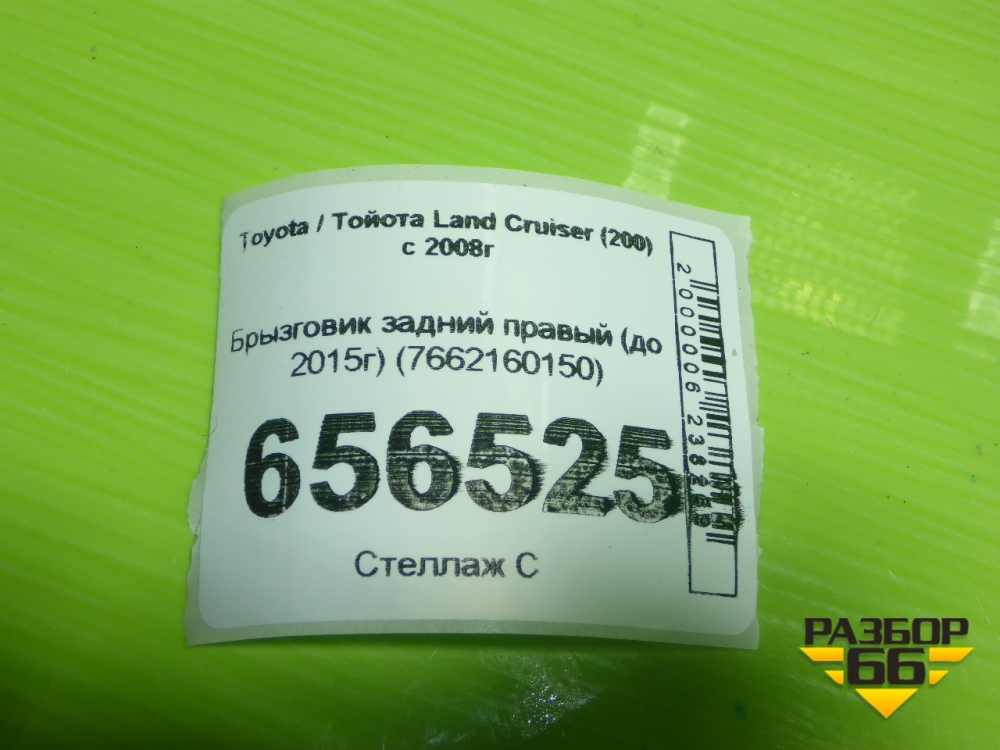 Toyota / Тойота Land Cruiser (200)
с 2008г
Брызговик задний правый (до
2015г) (7662160150)
656525
Стеллаж С
РАЗБОР
66